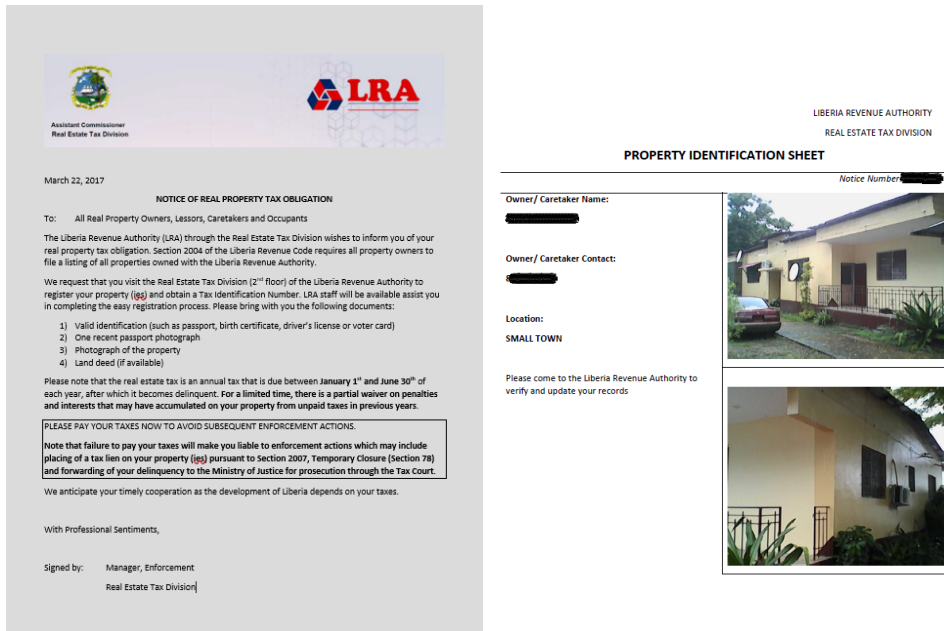 LRA
Assistant Commissioner
Real Estate Tax Division
March 22, 2017
NOTICE OF REAL PROPERTY TAX OBLIGATION
To: All Real Property Owners, Lessors, Caretakers and Occupants
The Liberia Revenue Authority (LRA) through the Real Estate Tax Division wishes to inform you of your
real property tax obligation. Section 2004 of the Liberia Revenue Code requires all property owners to
file a listing of all properties owned with the Liberia Revenue Authority.
We request that you visit the Real Estate Tax Division (2nd floor) of the Liberia Revenue Authority to
register your property (ies) and obtain a Tax Identification Number. LRA staff will be available assist you
in completing the easy registration process. Please bring with you the following documents:
1) Valid identification (such as passport, birth certificate, driver's license or voter card)
2) One recent passport photograph
3) Photograph of the property
4) Land deed (if available)
Please note that the real estate tax is an annual tax that is due between January 1st and June 30th of
each year, after which it becomes delinquent. For a limited time, there is a partial waiver on penalties
and interests that may have accumulated on your property from unpaid taxes in previous years.
PLEASE PAY YOUR TAXES NOW TO AVOID SUBSEQUENT ENFORCEMENT ACTIONS.
Note that failure to pay your taxes will make you liable to enforcement actions which may include
placing of a tax lien on your property (ies) pursuant to Section 2007, Temporary Closure (Section 78)
and forwarding of your delinquency to the Ministry of Justice for prosecution through the Tax Court.
We anticipate your timely cooperation as the development of Liberia depends on your taxes.
With Professional Sentiments,
Signed by: Manager, Enforcement
Real Estate Tax Division
LIBERIA REVENUE AUTHORITY
REAL ESTATE TAX DIVISION
PROPERTY IDENTIFICATION SHEET
Notice Number
Owner/ Caretaker Name:
Owner/ Caretaker Contact:
Location:
SMALL TOWN
Please come to the Liberia Revenue Authority to
verify and update your records